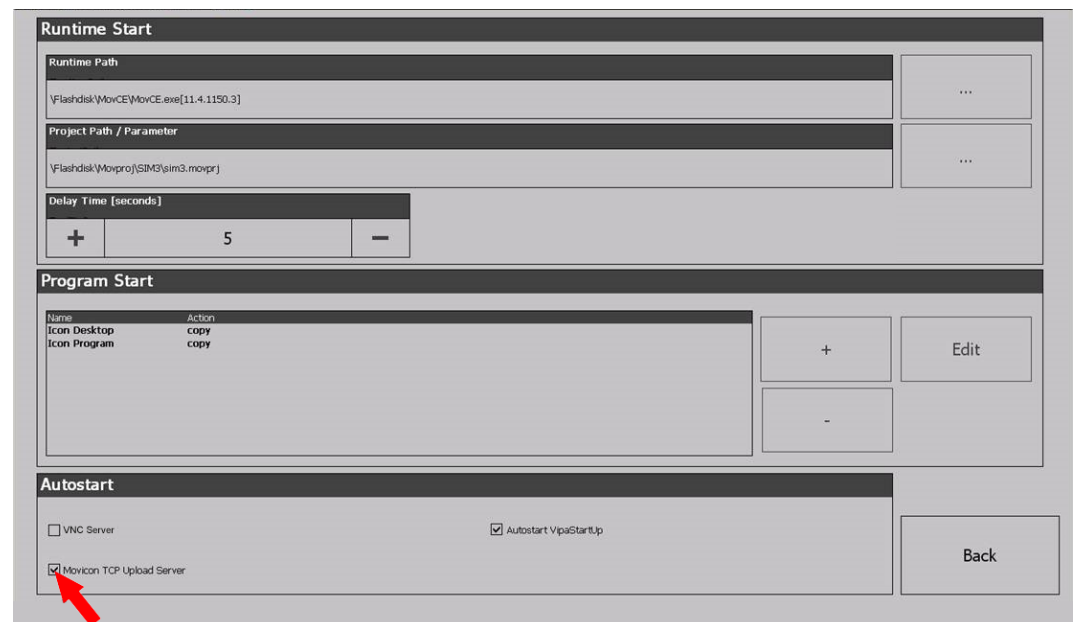 Runtime Start
Runtime Path
\Flashdisk\MovCE\MovCE.exe[11.4.1150.3]
...
Project Path / Parameter
\Flashdisk\Movproj\SIM3\sim3.movprj
...
Delay Time [seconds]
+ 5 −
Program Start
Name Action
Icon Desktop copy
Icon Program copy
+ Edit
-
Autostart
VNC Server
Autostart VipaStartUp
Movicon TCP Upload Server
Back